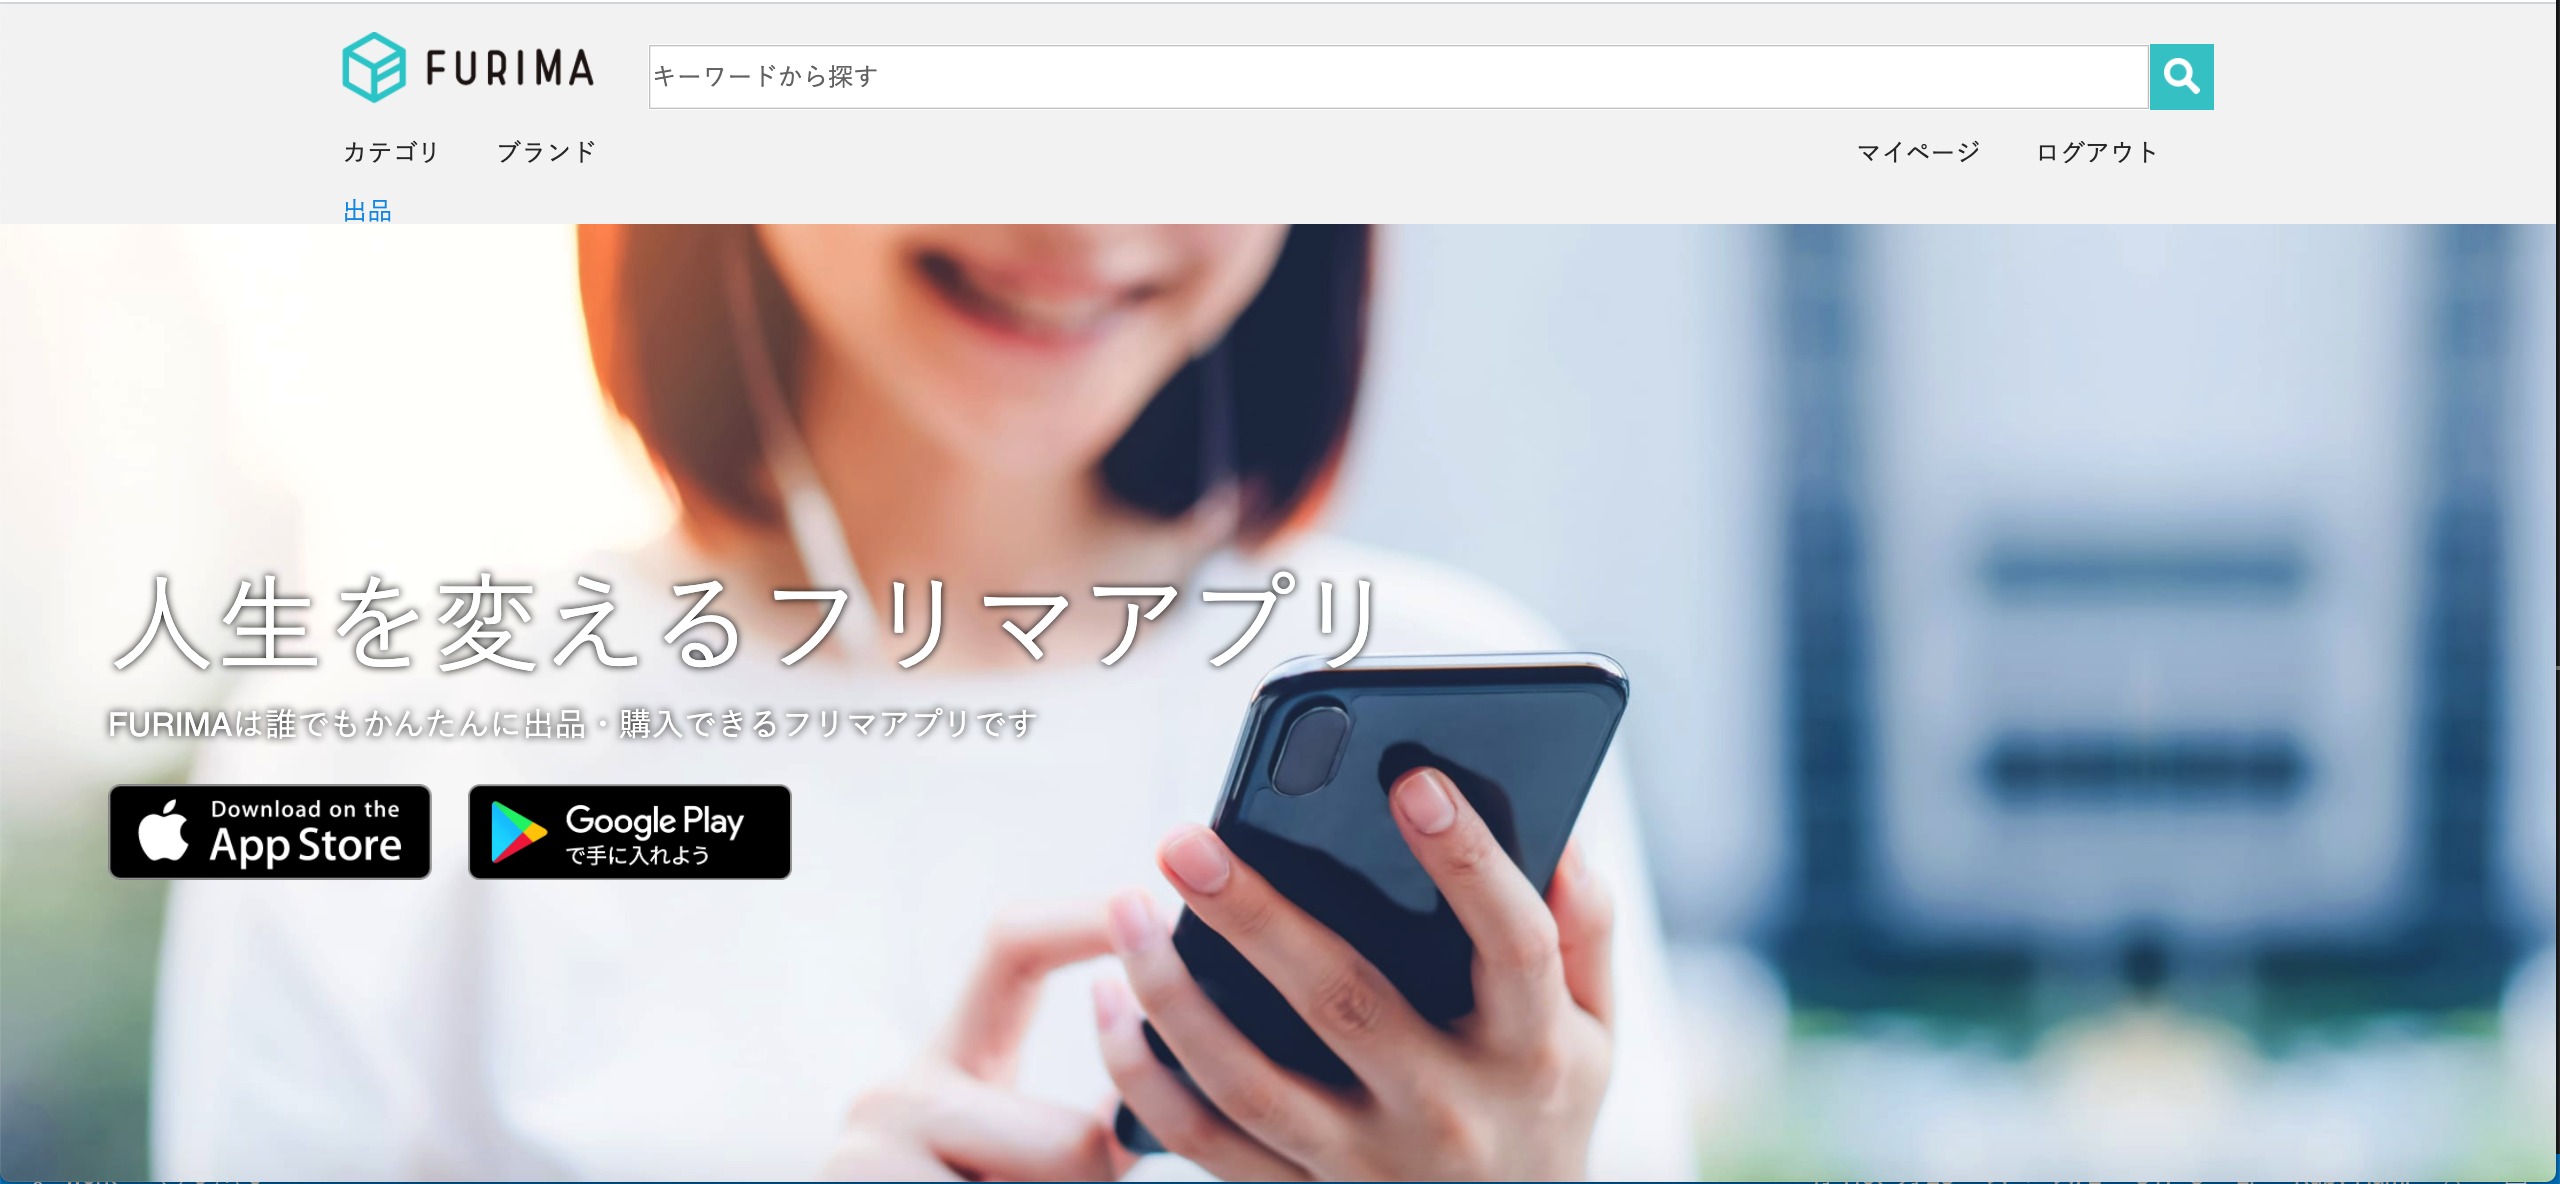 FURIMA
キーワードから探す
カテゴリ ブランド マイページ ログアウト
出品
人生を変えるフリマアプリ
FURIMAは誰でもかんたんに出品・購入できるフリマアプリです
Download on the
App Store
Google Play
で手に入れよう